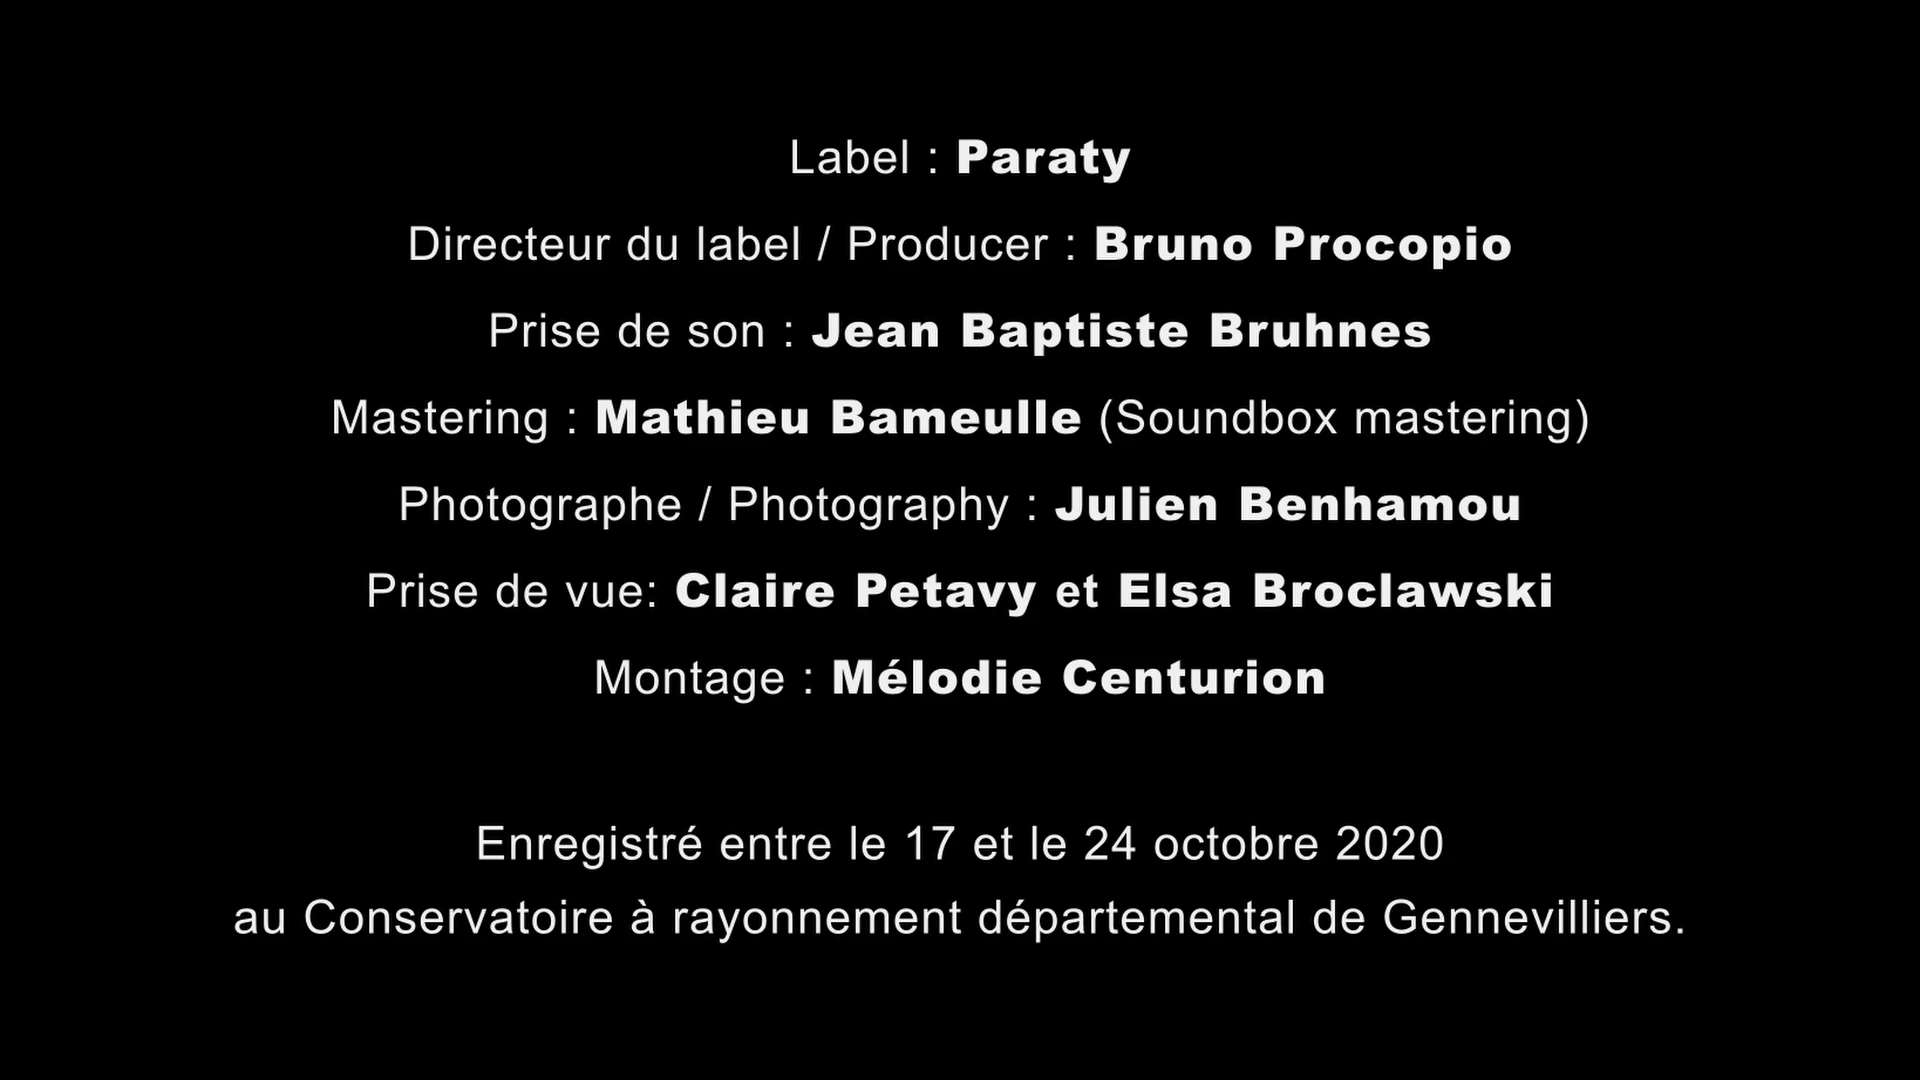 Label : Paraty
Directeur du label / Producer : Bruno Procopio
Prise de son : Jean Baptiste Bruhnes
Mastering : Mathieu Bameulle (Soundbox mastering)
Photographe / Photography : Julien Benhamou
Prise de vue: Claire Petavy et Elsa Broclawski
Montage : Mélodie Centurion
Enregistré entre le 17 et le 24 octobre 2020
au Conservatoire à rayonnement départemental de Gennevilliers.